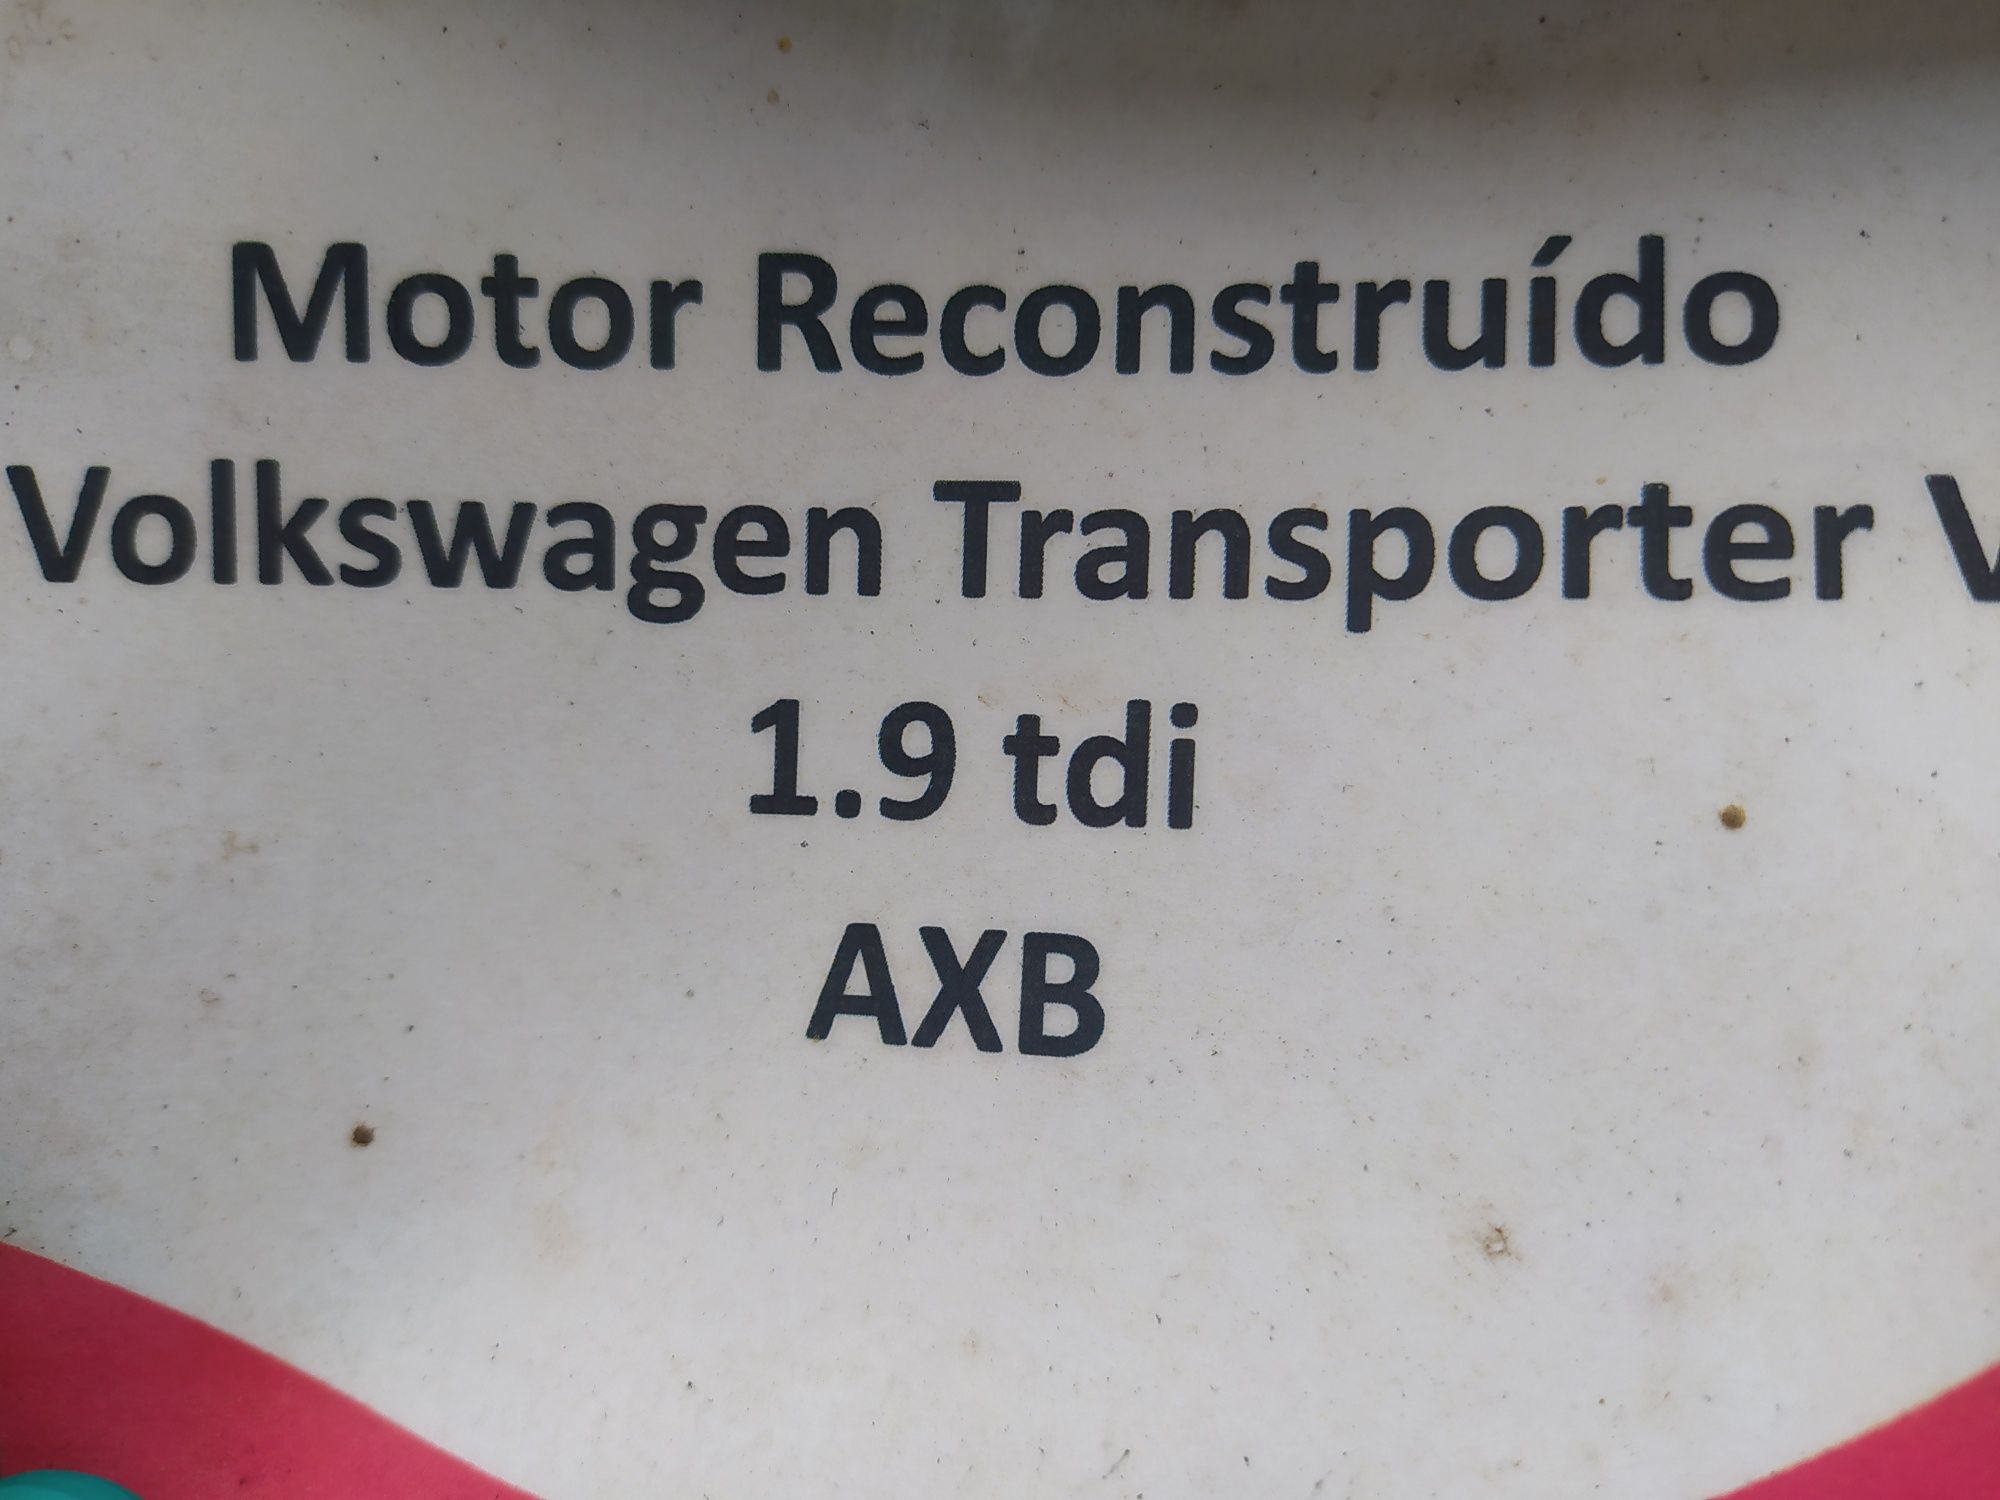 Motor Reconstruído
Volkswagen Transporter V
1.9 tdi
AXB